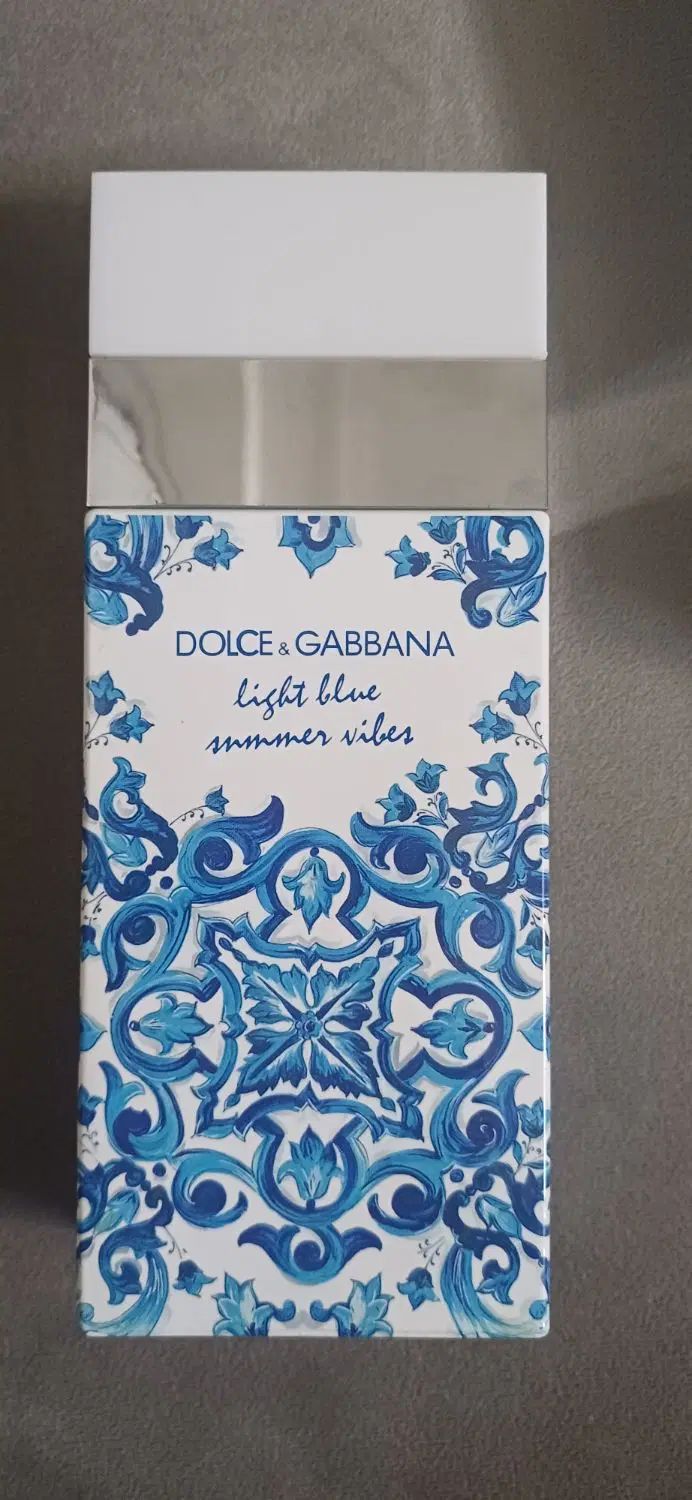 DOLCE & GABBANA
light blue
summer vibes